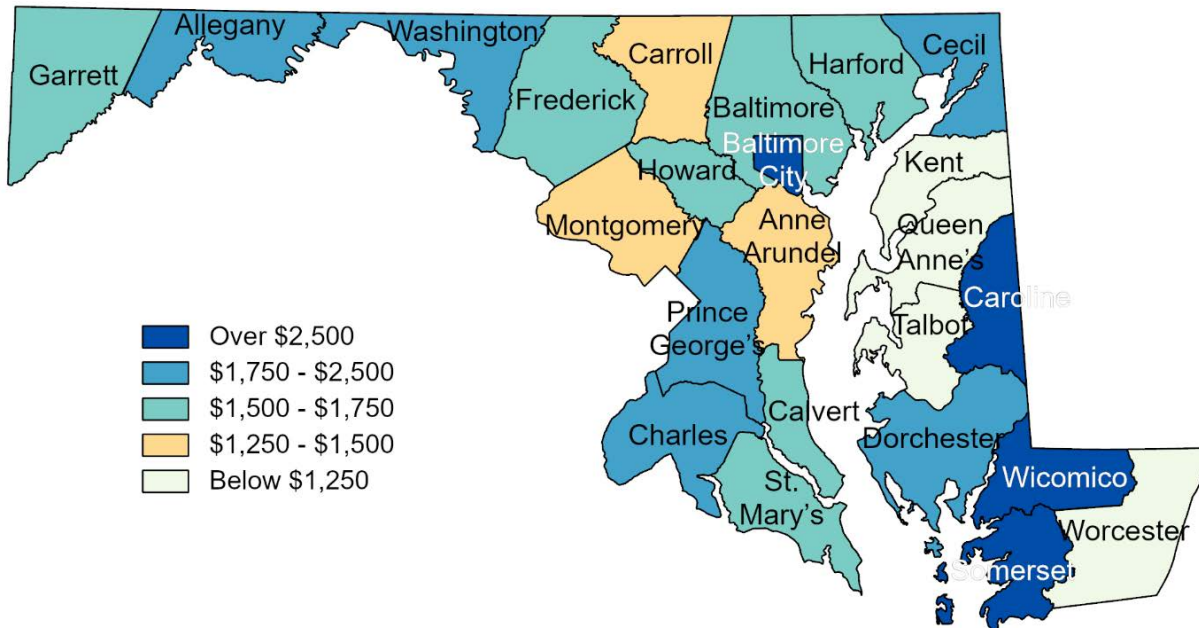 Allegany
Washington
Carroll
Cecil
Garrett
Harford
Frederick
Baltimore
Baltimore
City
Howard
Kent
Montgomery
Anne
Arundel
Queen
Anne's
Caroline
Prince
George's
Talbot
Over $2,500
$1,750 - $2,500
$1,500 - $1,750
$1,250 - $1,500
Below $1,250
Calvert
Charles
Dorchester
St.
Mary's
Wicomico
Worcester
Somerset